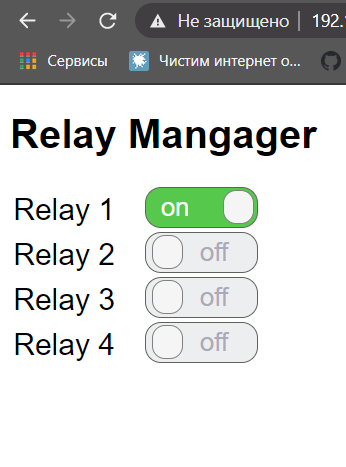 Не защищено 192.1
Сервисы Чистим интернет о...
Relay Mangager
Relay 1 on
Relay 2 off
Relay 3 off
Relay 4 off